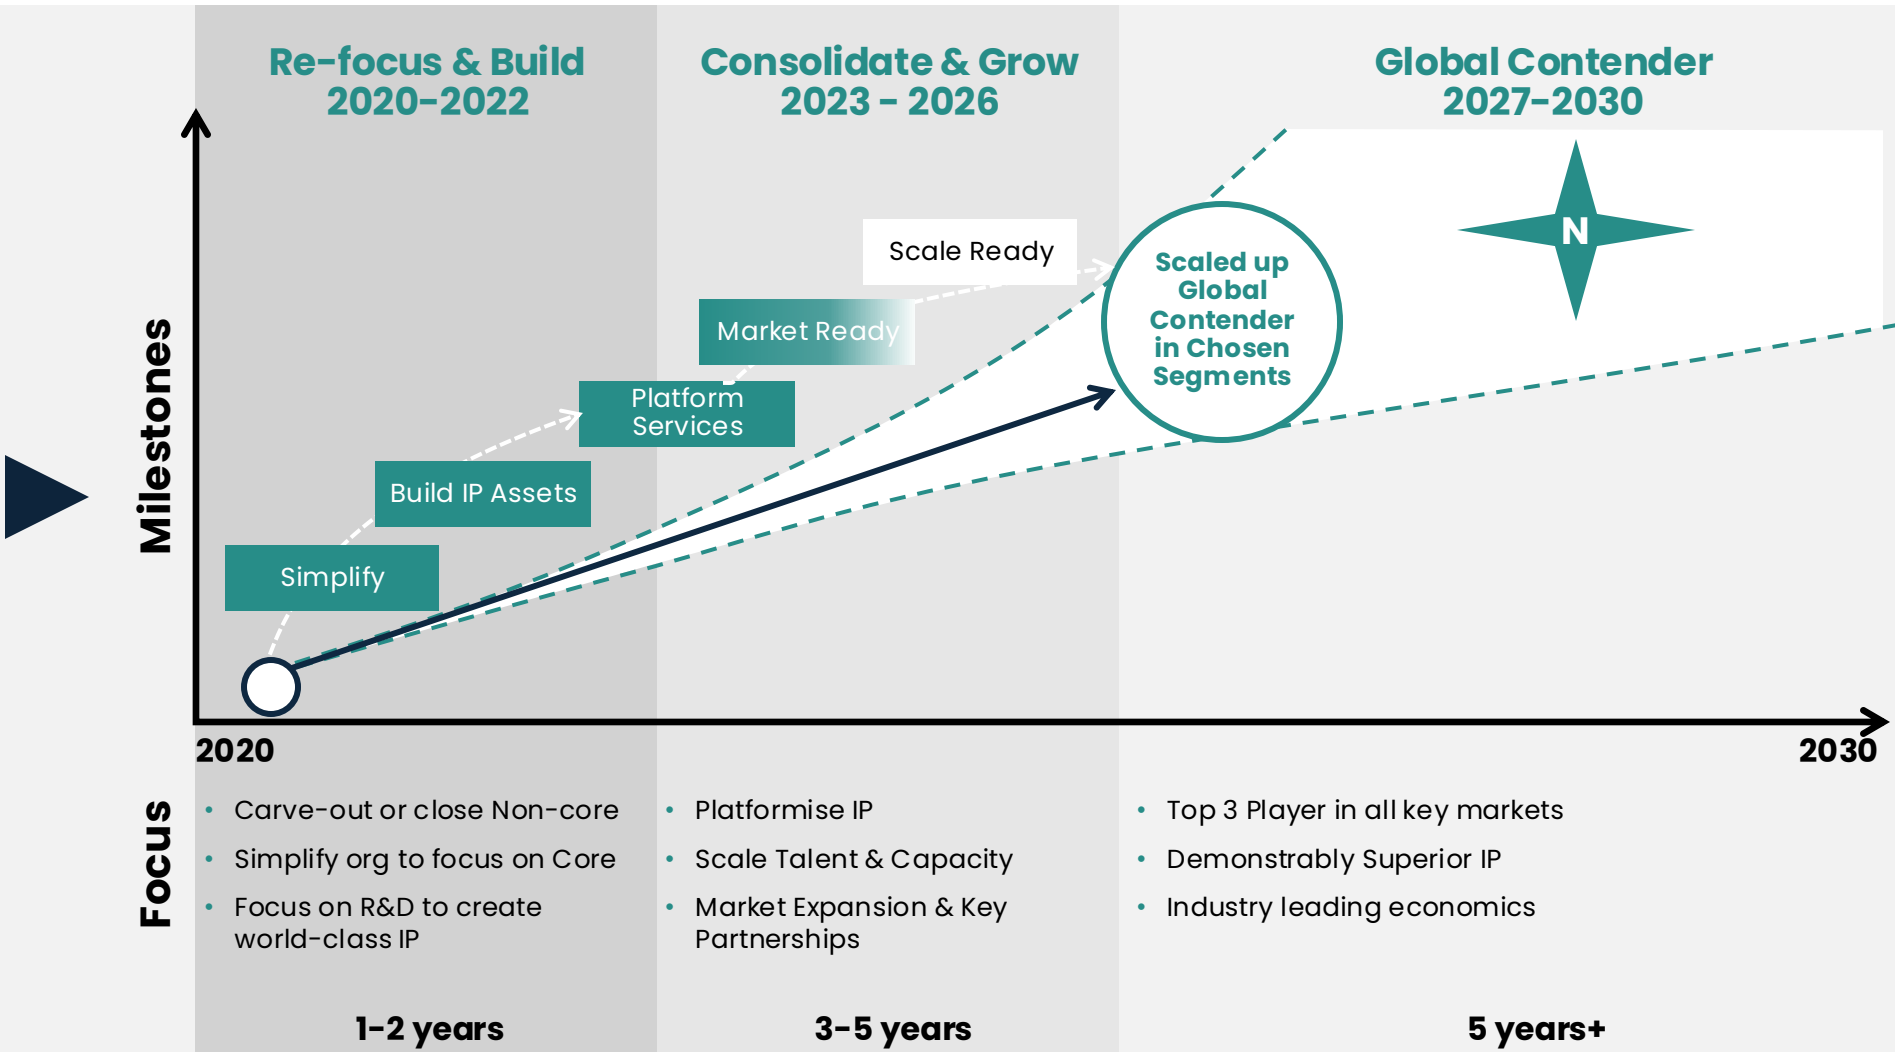 Re-focus & Build
2020-2022
Consolidate & Grow
2023 - 2026
Global Contender
2027-2030
N
Scale Ready
Scaled up
Global
Contender
in Chosen
Segments
Market Ready
Platform
Services
Build IP Assets
Simplify
Milestones
2020
2030
Focus
• Carve-out or close Non-core
• Simplify org to focus on Core
• Focus on R&D to create
world-class IP
• Platformise IP
• Scale Talent & Capacity
• Market Expansion & Key
Partnerships
• Top 3 Player in all key markets
• Demonstrably Superior IP
• Industry leading economics
1-2 years
3-5 years
5 years+